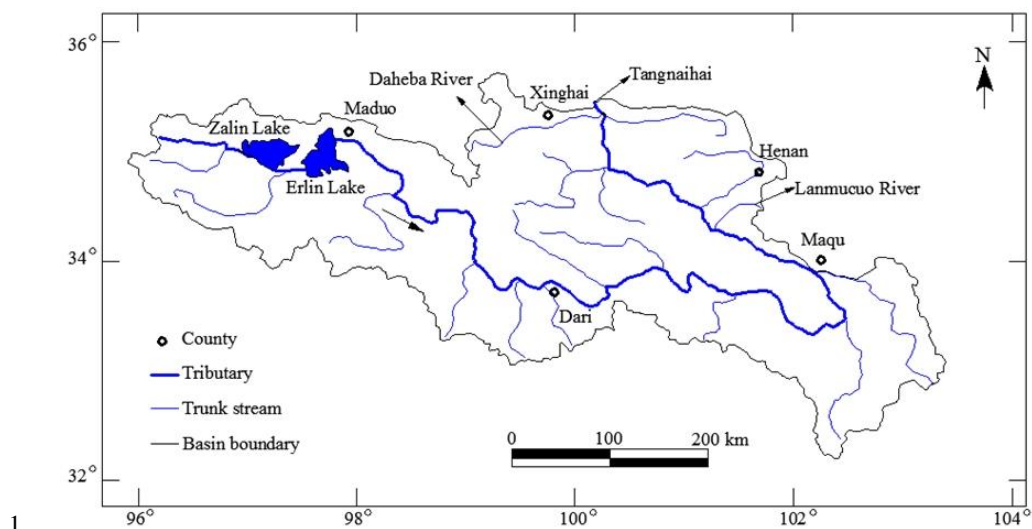 36°
N
Tangnaihai
Daheba River
Xinghai
Maduo
Zalin Lake
Henan
Erlin Lake
Lanmucuo River
Maqu
34°
Dari
County
Tributary
Trunk stream
Basin boundary
0 100 200 km
32°
96° 98° 100° 102° 104°
1